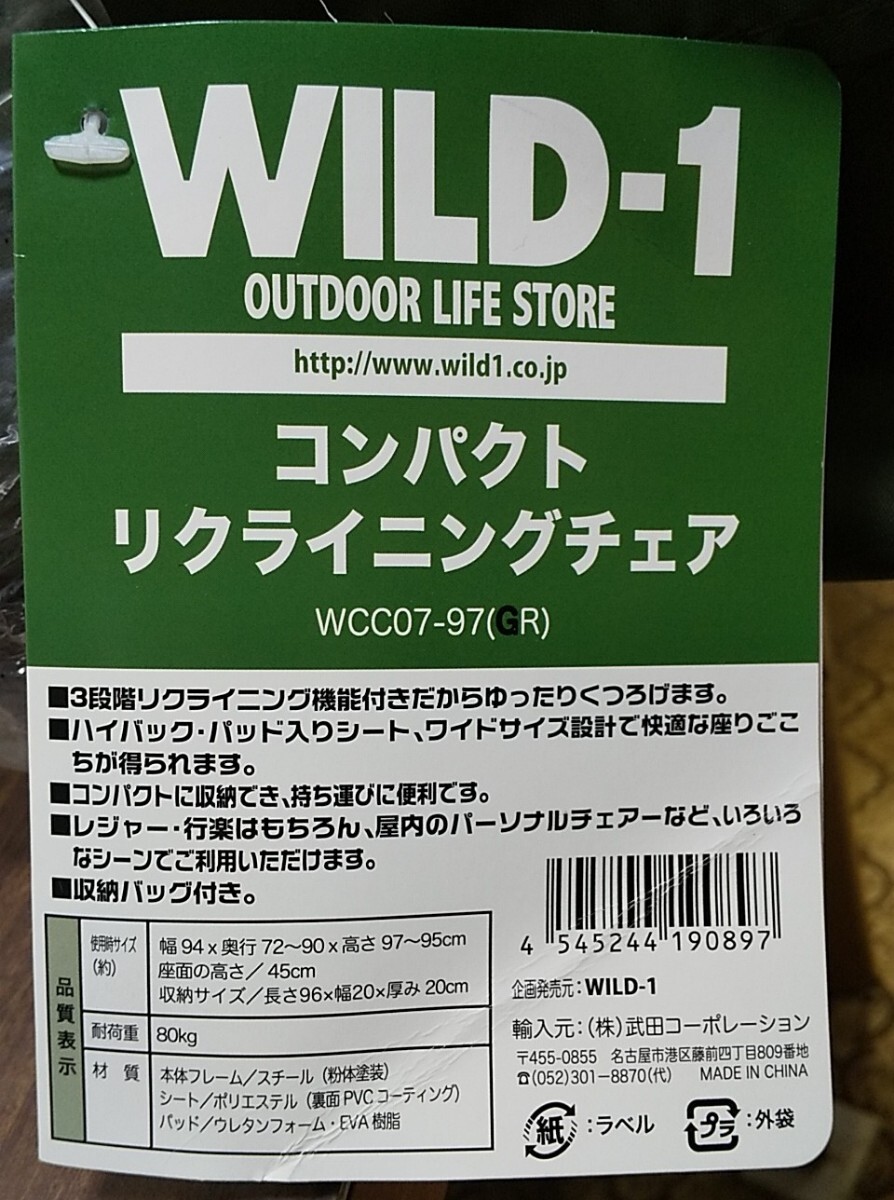 WILD-1
OUTDOOR LIFE STORE
http://www.wild1.co.jp
コンパクト
リクライニングチェア
WCC07-97(GR)
■3段階リクライニング機能付きだからゆったりくつろげます。
■ハイバック・パッド入りシート、ワイドサイズ設計で快適な座りごこ
ちが得られます。
■コンパクトに収納でき、持ち運びに便利です。
■レジャー・行楽はもちろん、屋内のパーソナルチェアーなど、いろいろ
なシーンでご利用いただけます。
■収納バッグ付き。
品質表示
使用時サイズ
(約)
幅 94 x 奥行 72〜90 x 高さ 97〜95cm
座面の高さ／ 45cm
収納サイズ／長さ96×幅20×厚み 20cm
耐荷重
80kg
材 質
本体フレーム／スチール（粉体塗装）
シート／ポリエステル（裏面PVCコーティング）
パッド／ウレタンフォーム・EVA 樹脂
4 545244 190897
企画発売元：WILD-1
輸入元：(株)武田コーポレーション
〒455-0855 名古屋市港区藤前四丁目809番地
☎(052)301-8870(代) MADE IN CHINA
紙：ラベル
プラ：外袋